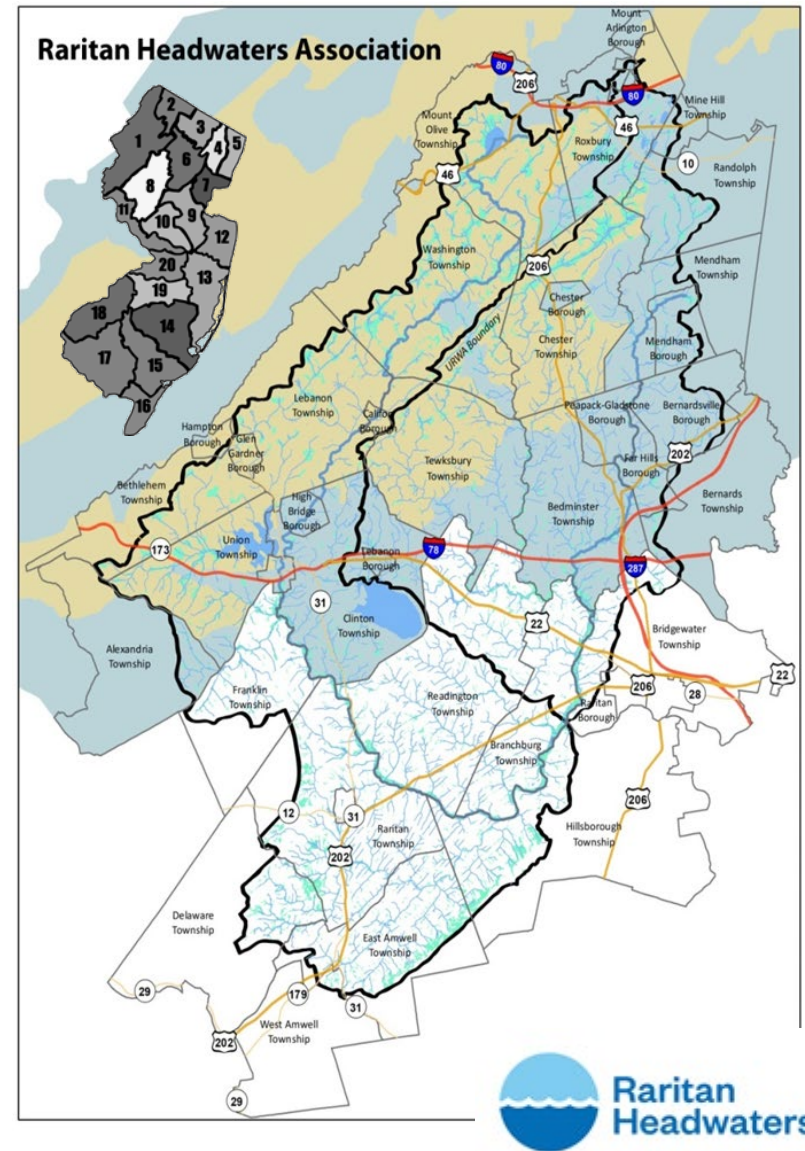 Raritan Headwaters Association
Mount
Arlington
Borough
80
206
80
Mine Hill
Township
Mount
Olive
Township
Roxbury
Township
46
46
10
Randolph
Township
1
2
3
4
5
6
7
8
9
10
11
12
13
14
15
16
17
18
19
20
Washington
Township
206
Mendham
Township
Chester
Borough
URWA Boundary
Chester
Township
Mendham
Borough
Lebanon
Township
Califon
Borough
Hampton
Borough
Glen
Gardner
Borough
Peapack-Gladstone
Borough
Bernardsville
Borough
Tewksbury
Township
Far Hills
Borough
202
Bethlehem
Township
High
Bridge
Borough
Bedminster
Township
Bernards
Township
173
Union
Township
Lebanon
Borough
78
287
31
Clinton
Township
22
Bridgewater
Township
Alexandria
Township
22
Franklin
Township
Readington
Township
206
28
Raritan
Borough
Branchburg
Township
12
31
206
Raritan
Township
Hillsborough
Township
202
Delaware
Township
East Amwell
Township
29
179
31
West Amwell
Township
202
29
Raritan
Headwaters